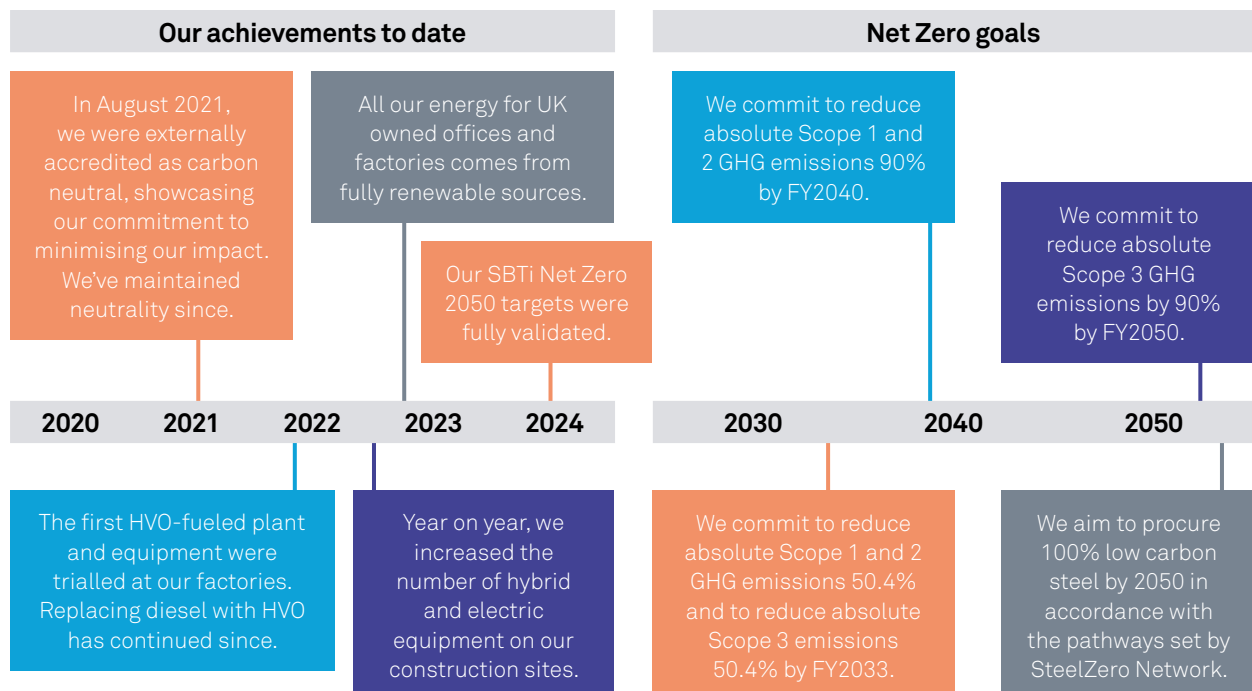 Our achievements to date
In August 2021,
we were externally
accredited as carbon
neutral, showcasing
our commitment to
minimising our impact.
We've maintained
neutrality since.
All our energy for UK
owned offices and
factories comes from
fully renewable sources.
Our SBTi Net Zero
2050 targets were
fully validated.
2020 2021 2022 2023 2024
The first HVO-fueled plant
and equipment were
trialled at our factories.
Replacing diesel with HVO
has continued since.
Year on year, we
increased the
number of hybrid
and electric
equipment on our
construction sites.
Net Zero goals
We commit to reduce
absolute Scope 1 and
2 GHG emissions 90%
by FY2040.
We commit to
reduce absolute
Scope 3 GHG
emissions by 90%
by FY2050.
2030 2040 2050
We commit to reduce
absolute Scope 1 and 2
GHG emissions 50.4%
and to reduce absolute
Scope 3 emissions
50.4% by FY2033.
We aim to procure
100% low carbon
steel by 2050 in
accordance with
the pathways set by
SteelZero Network.